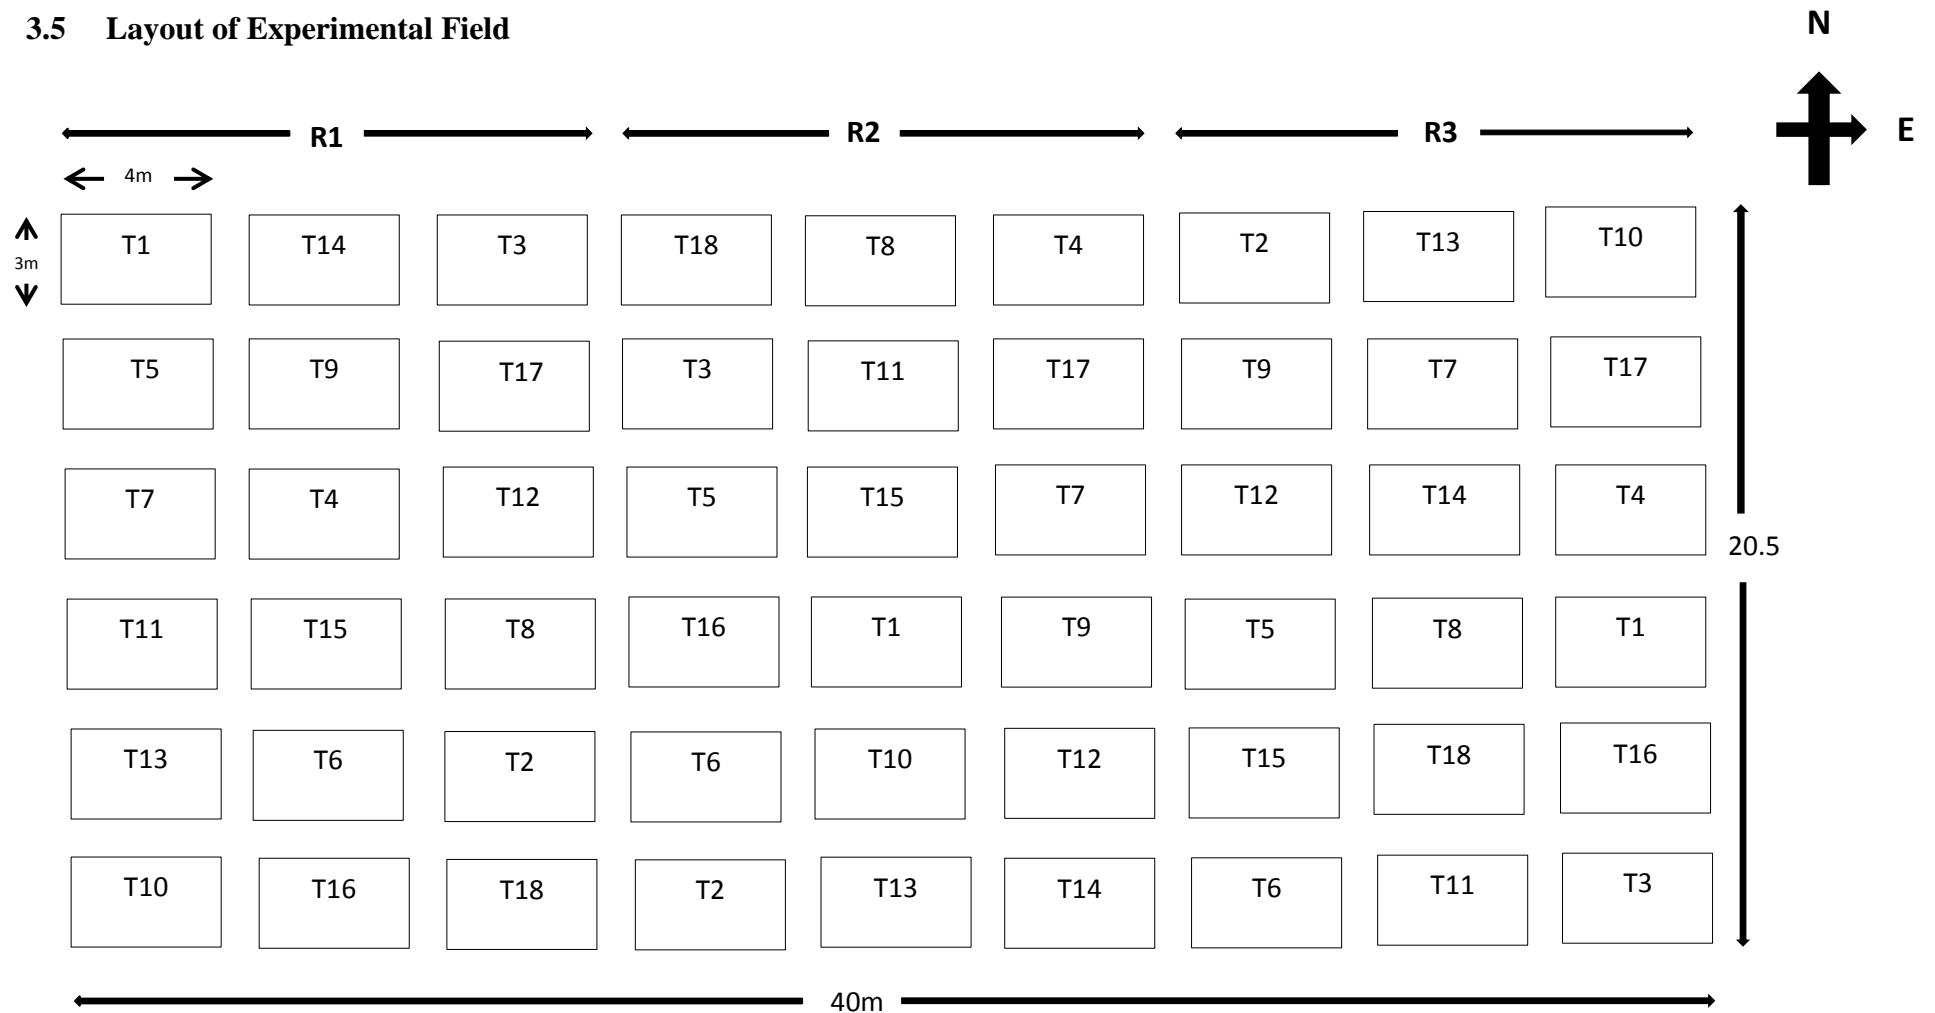 3.5 Layout of Experimental Field
N
R1 R2 R3 E
4m
T1 T14 T3 T18 T8 T4 T2 T13 T10
3m
T5 T9 T17 T3 T11 T17 T9 T7 T17
T7 T4 T12 T5 T15 T7 T12 T14 T4
20.5
T11 T15 T8 T16 T1 T9 T5 T8 T1
T13 T6 T2 T6 T10 T12 T15 T18 T16
T10 T16 T18 T2 T13 T14 T6 T11 T3
40m